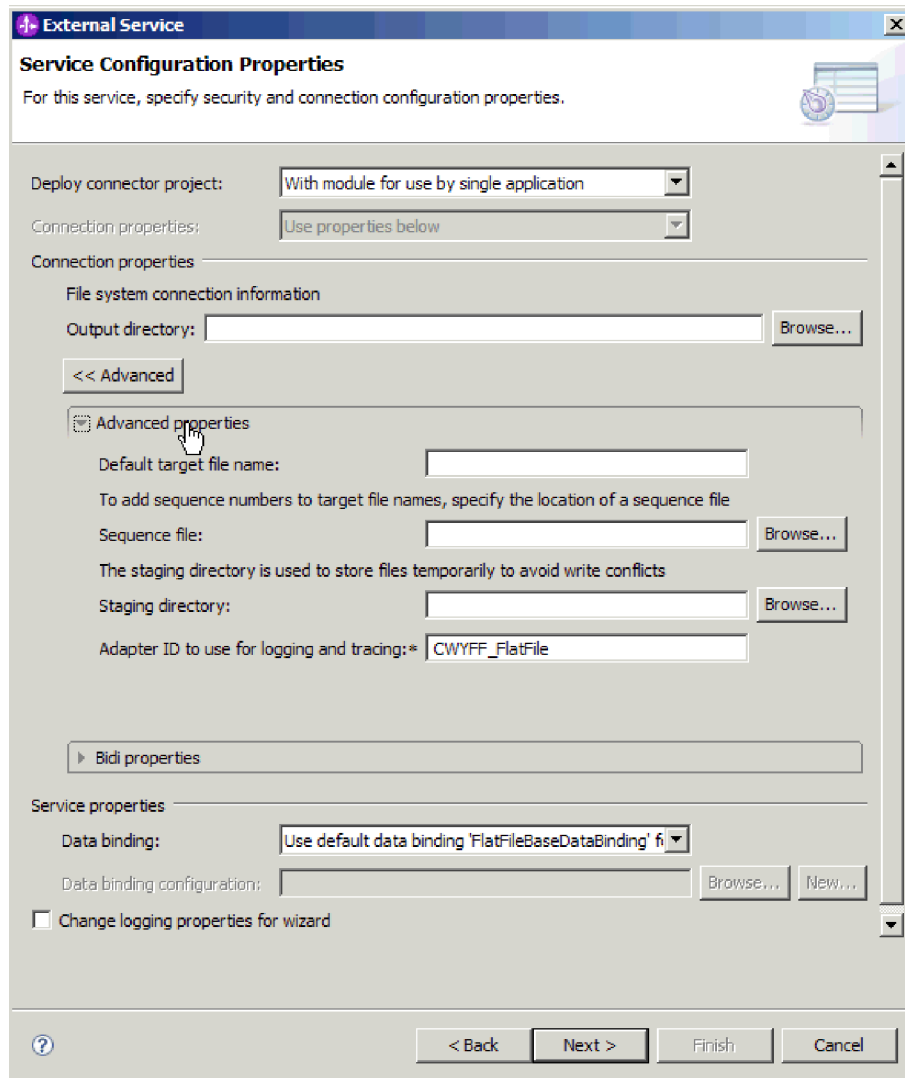 External Service
Service Configuration Properties
For this service, specify security and connection configuration properties.
Deploy connector project: With module for use by single application
Connection properties: Use properties below
Connection properties
File system connection information
Output directory: Browse...
<< Advanced
Advanced properties
Default target file name:
To add sequence numbers to target file names, specify the location of a sequence file
Sequence file: Browse...
The staging directory is used to store files temporarily to avoid write conflicts
Staging directory: Browse...
Adapter ID to use for logging and tracing:* CWYFF_FlatFile
Bidi properties
Service properties
Data binding: Use default data binding 'FlatFileBaseDataBinding' f
Data binding configuration: Browse... New...
Change logging properties for wizard
? < Back Next > Finish Cancel